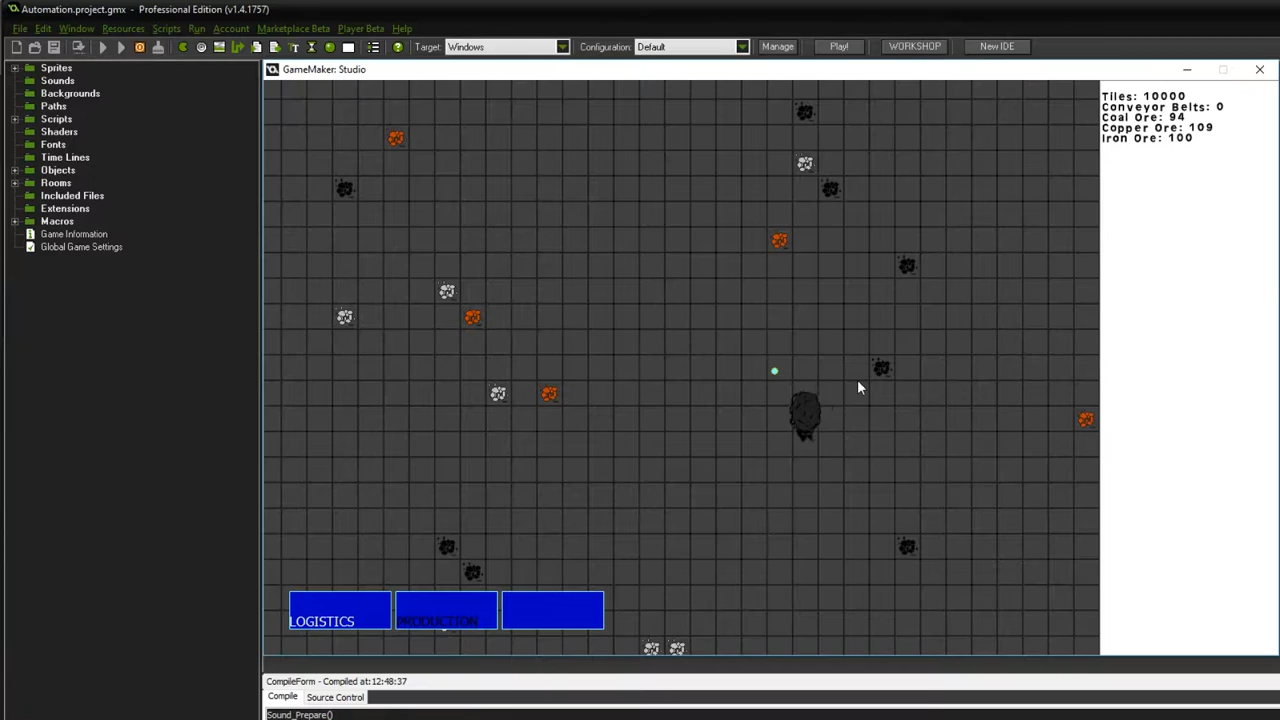 Automation.project.gmx - Professional Edition (v1.4.1757)
File Edit Window Resources Scripts Run Account Marketplace Beta Player Beta Help
Target: Windows Configuration: Default Manage Play! WORKSHOP New IDE
Sprites
Sounds
Backgrounds
Paths
Scripts
Shaders
Fonts
Time Lines
Objects
Rooms
Included Files
Extensions
Macros
Game Information
Global Game Settings
GameMaker: Studio
Tiles: 10000
Conveyor Belts: 0
Coal Ore: 94
Copper Ore: 109
Iron Ore: 100
LOGISTICS PRODUCTION
CompileForm - Compiled at:12:48:37
Compile Source Control
Sound_Prepare()